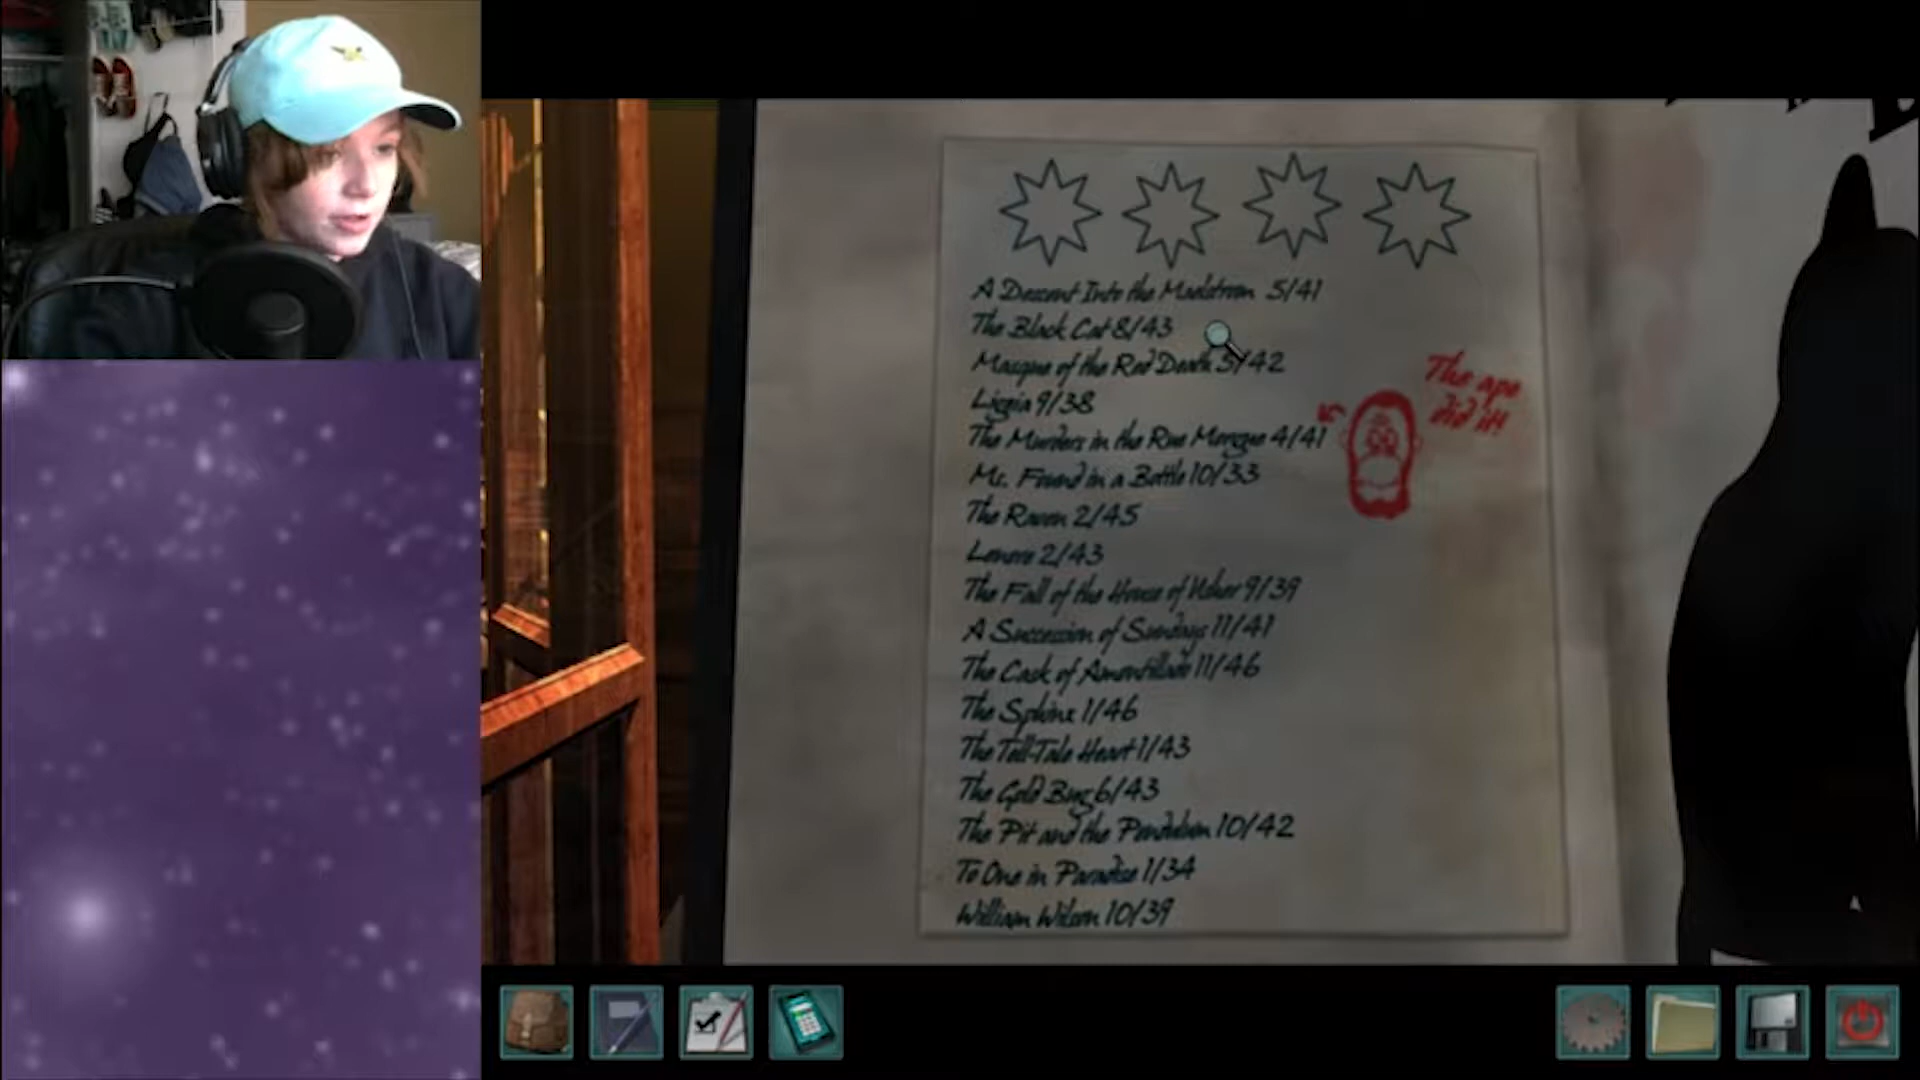 A Descent Into the Maelstrom 5/41
The Black Cat 8/43
Masque of the Red Death 5/42
Ligeia 9/38
The Murders in the Rue Morgue 4/41
The ape
did it!
Ms. Found in a Bottle 10/33
The Raven 2/45
Lenore 2/43
The Fall of the House of Usher 9/39
A Succession of Sundays 11/41
The Cask of Amontillado 11/46
The Sphinx 1/46
The Tell-Tale Heart 1/43
The Gold Bug 6/43
The Pit and the Pendulum 10/42
To One in Paradise 1/34
William Wilson 10/39